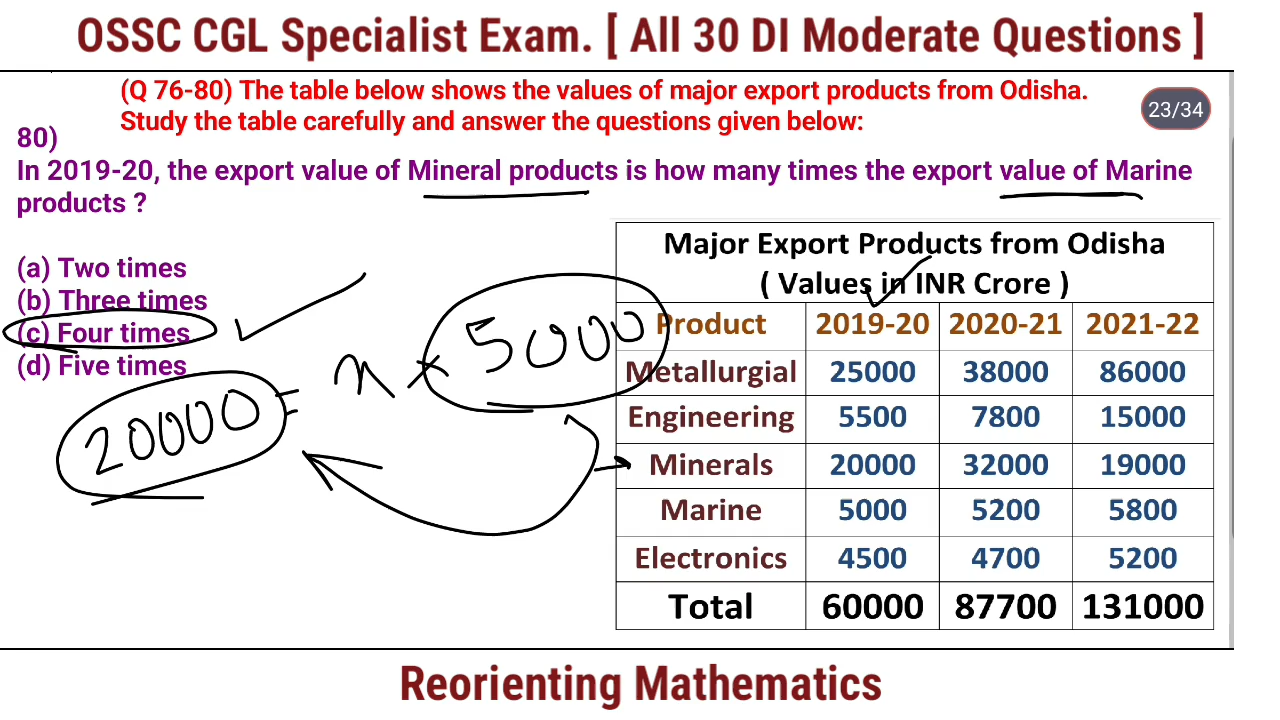 OSSC CGL Specialist Exam. [ All 30 DI Moderate Questions ]
(Q 76-80) The table below shows the values of major export products from Odisha.
Study the table carefully and answer the questions given below:
23/34
80)
In 2019-20, the export value of Mineral products is how many times the export value of Marine
products ?
(a) Two times
(b) Three times
(c) Four times
(d) Five times
20000 = n × 5000
Major Export Products from Odisha
( Values in INR Crore )
Product 2019-20 2020-21 2021-22
Metallurgial 25000 38000 86000
Engineering 5500 7800 15000
Minerals 20000 32000 19000
Marine 5000 5200 5800
Electronics 4500 4700 5200
Total 60000 87700 131000
Reorienting Mathematics